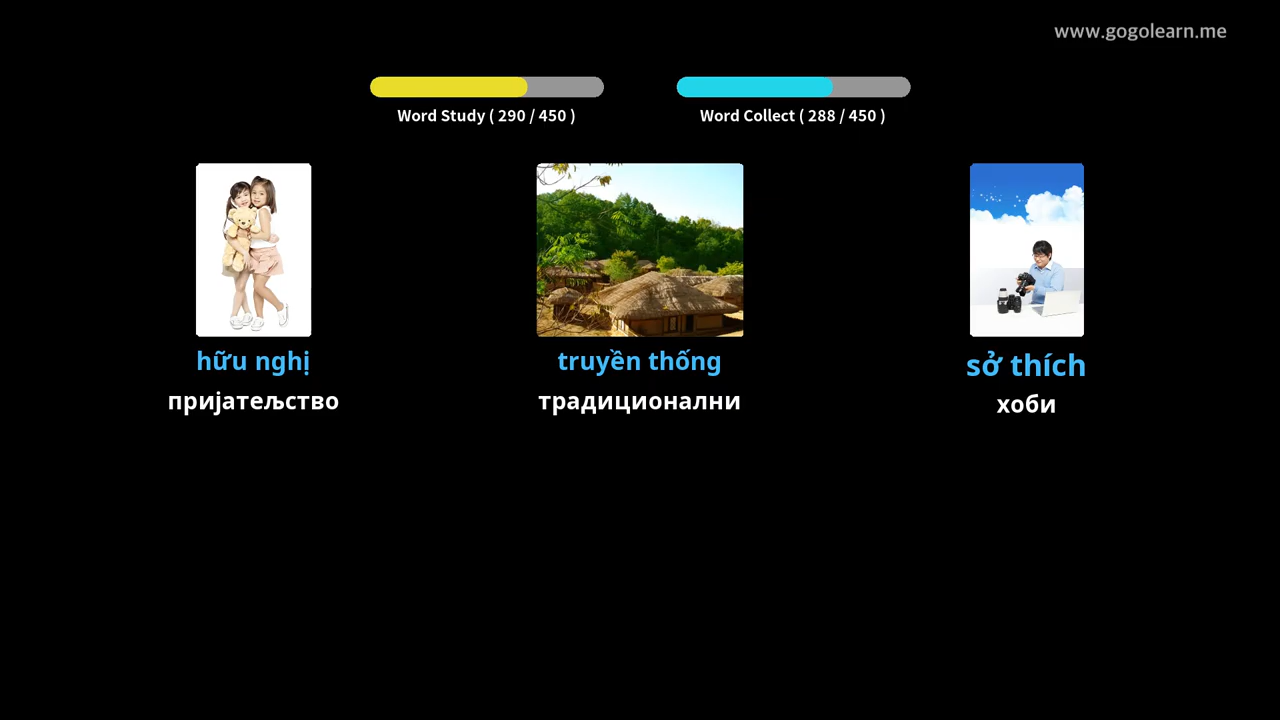 www.gogolearn.me
Word Study ( 290 / 450 )
Word Collect ( 288 / 450 )
hữu nghị
truyền thống
sở thích
пријатељство
традиционални
хоби